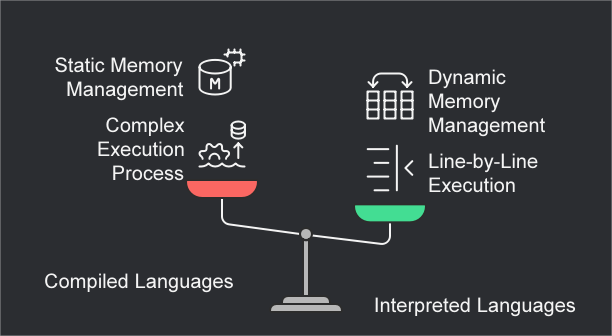 Static Memory
Management
M
Complex
Execution
Process
Dynamic
Memory
Management
Line-by-Line
Execution
Compiled Languages
Interpreted Languages